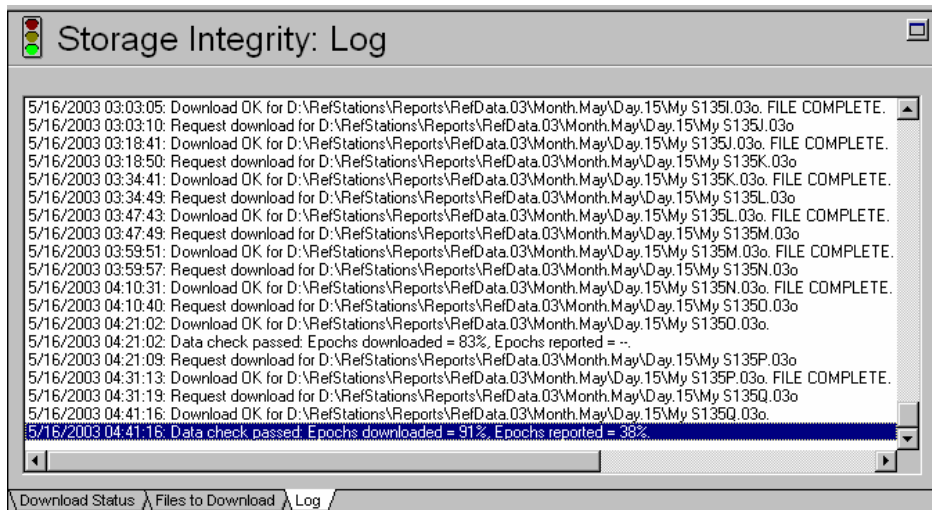 Storage Integrity: Log
5/16/2003 03:03:05: Download OK for D:\RefStations\Reports\RefData.03\Month.May\Day.15\My S135I.03o. FILE COMPLETE.
5/16/2003 03:03:10: Request download for D:\RefStations\Reports\RefData.03\Month.May\Day.15\My S135J.03o
5/16/2003 03:18:41: Download OK for D:\RefStations\Reports\RefData.03\Month.May\Day.15\My S135J.03o. FILE COMPLETE.
5/16/2003 03:18:50: Request download for D:\RefStations\Reports\RefData.03\Month.May\Day.15\My S135K.03o
5/16/2003 03:34:41: Download OK for D:\RefStations\Reports\RefData.03\Month.May\Day.15\My S135K.03o. FILE COMPLETE.
5/16/2003 03:34:49: Request download for D:\RefStations\Reports\RefData.03\Month.May\Day.15\My S135L.03o
5/16/2003 03:47:43: Download OK for D:\RefStations\Reports\RefData.03\Month.May\Day.15\My S135L.03o. FILE COMPLETE.
5/16/2003 03:47:49: Request download for D:\RefStations\Reports\RefData.03\Month.May\Day.15\My S135M.03o
5/16/2003 03:59:51: Download OK for D:\RefStations\Reports\RefData.03\Month.May\Day.15\My S135M.03o. FILE COMPLETE.
5/16/2003 03:59:57: Request download for D:\RefStations\Reports\RefData.03\Month.May\Day.15\My S135N.03o
5/16/2003 04:10:31: Download OK for D:\RefStations\Reports\RefData.03\Month.May\Day.15\My S135N.03o. FILE COMPLETE.
5/16/2003 04:10:40: Request download for D:\RefStations\Reports\RefData.03\Month.May\Day.15\My S135O.03o
5/16/2003 04:21:02: Download OK for D:\RefStations\Reports\RefData.03\Month.May\Day.15\My S135O.03o.
5/16/2003 04:21:02: Data check passed: Epochs downloaded = 83%, Epochs reported = --.
5/16/2003 04:21:09: Request download for D:\RefStations\Reports\RefData.03\Month.May\Day.15\My S135P.03o
5/16/2003 04:31:13: Download OK for D:\RefStations\Reports\RefData.03\Month.May\Day.15\My S135P.03o. FILE COMPLETE.
5/16/2003 04:31:19: Request download for D:\RefStations\Reports\RefData.03\Month.May\Day.15\My S135Q.03o
5/16/2003 04:41:16: Download OK for D:\RefStations\Reports\RefData.03\Month.May\Day.15\My S135Q.03o.
5/16/2003 04:41:16: Data check passed: Epochs downloaded = 91%, Epochs reported = 38%.
Download Status
Files to Download
Log